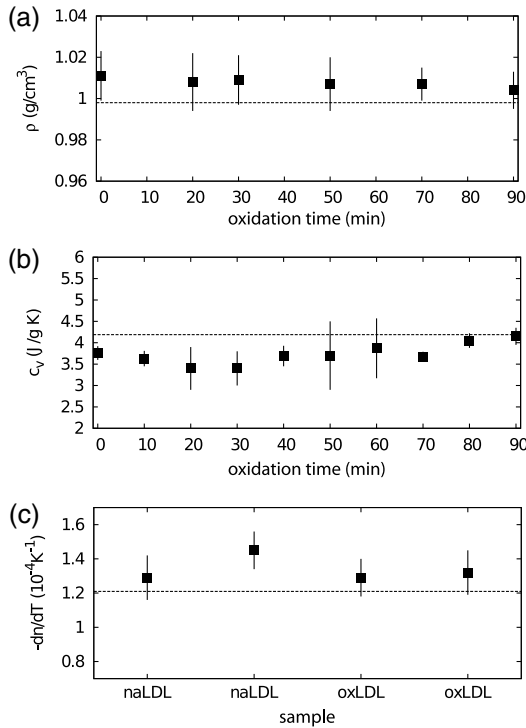 (a)
1.04
1.02
1
0.98
0.96
ρ (g/cm³)
0 10 20 30 40 50 60 70 80 90
oxidation time (min)
(b)
6
5.5
5
4.5
4
3.5
3
2.5
2
cᵥ (J /g K)
0 10 20 30 40 50 60 70 80 90
oxidation time (min)
(c)
1.6
1.4
1.2
1
0.8
-dn/dT (10⁻⁴K⁻¹)
naLDL naLDL oxLDL oxLDL
sample